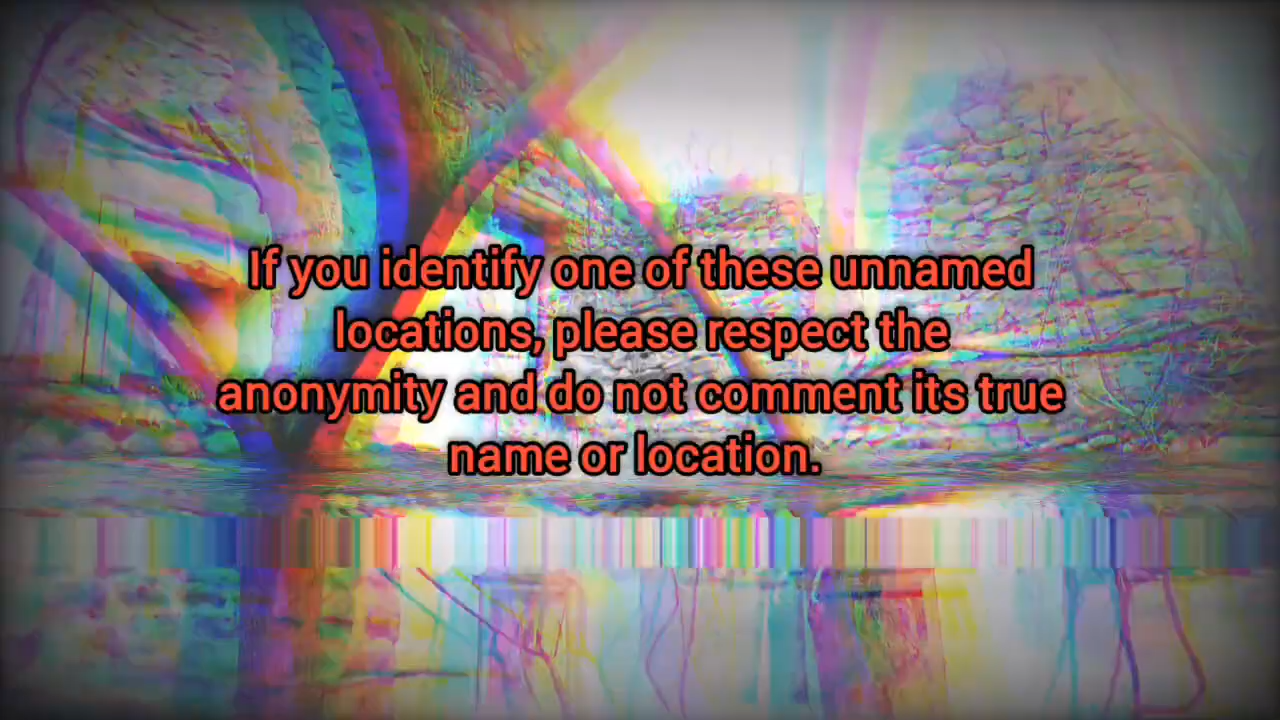 If you identify one of these unnamed
locations, please respect the
anonymity and do not comment its true
name or location.